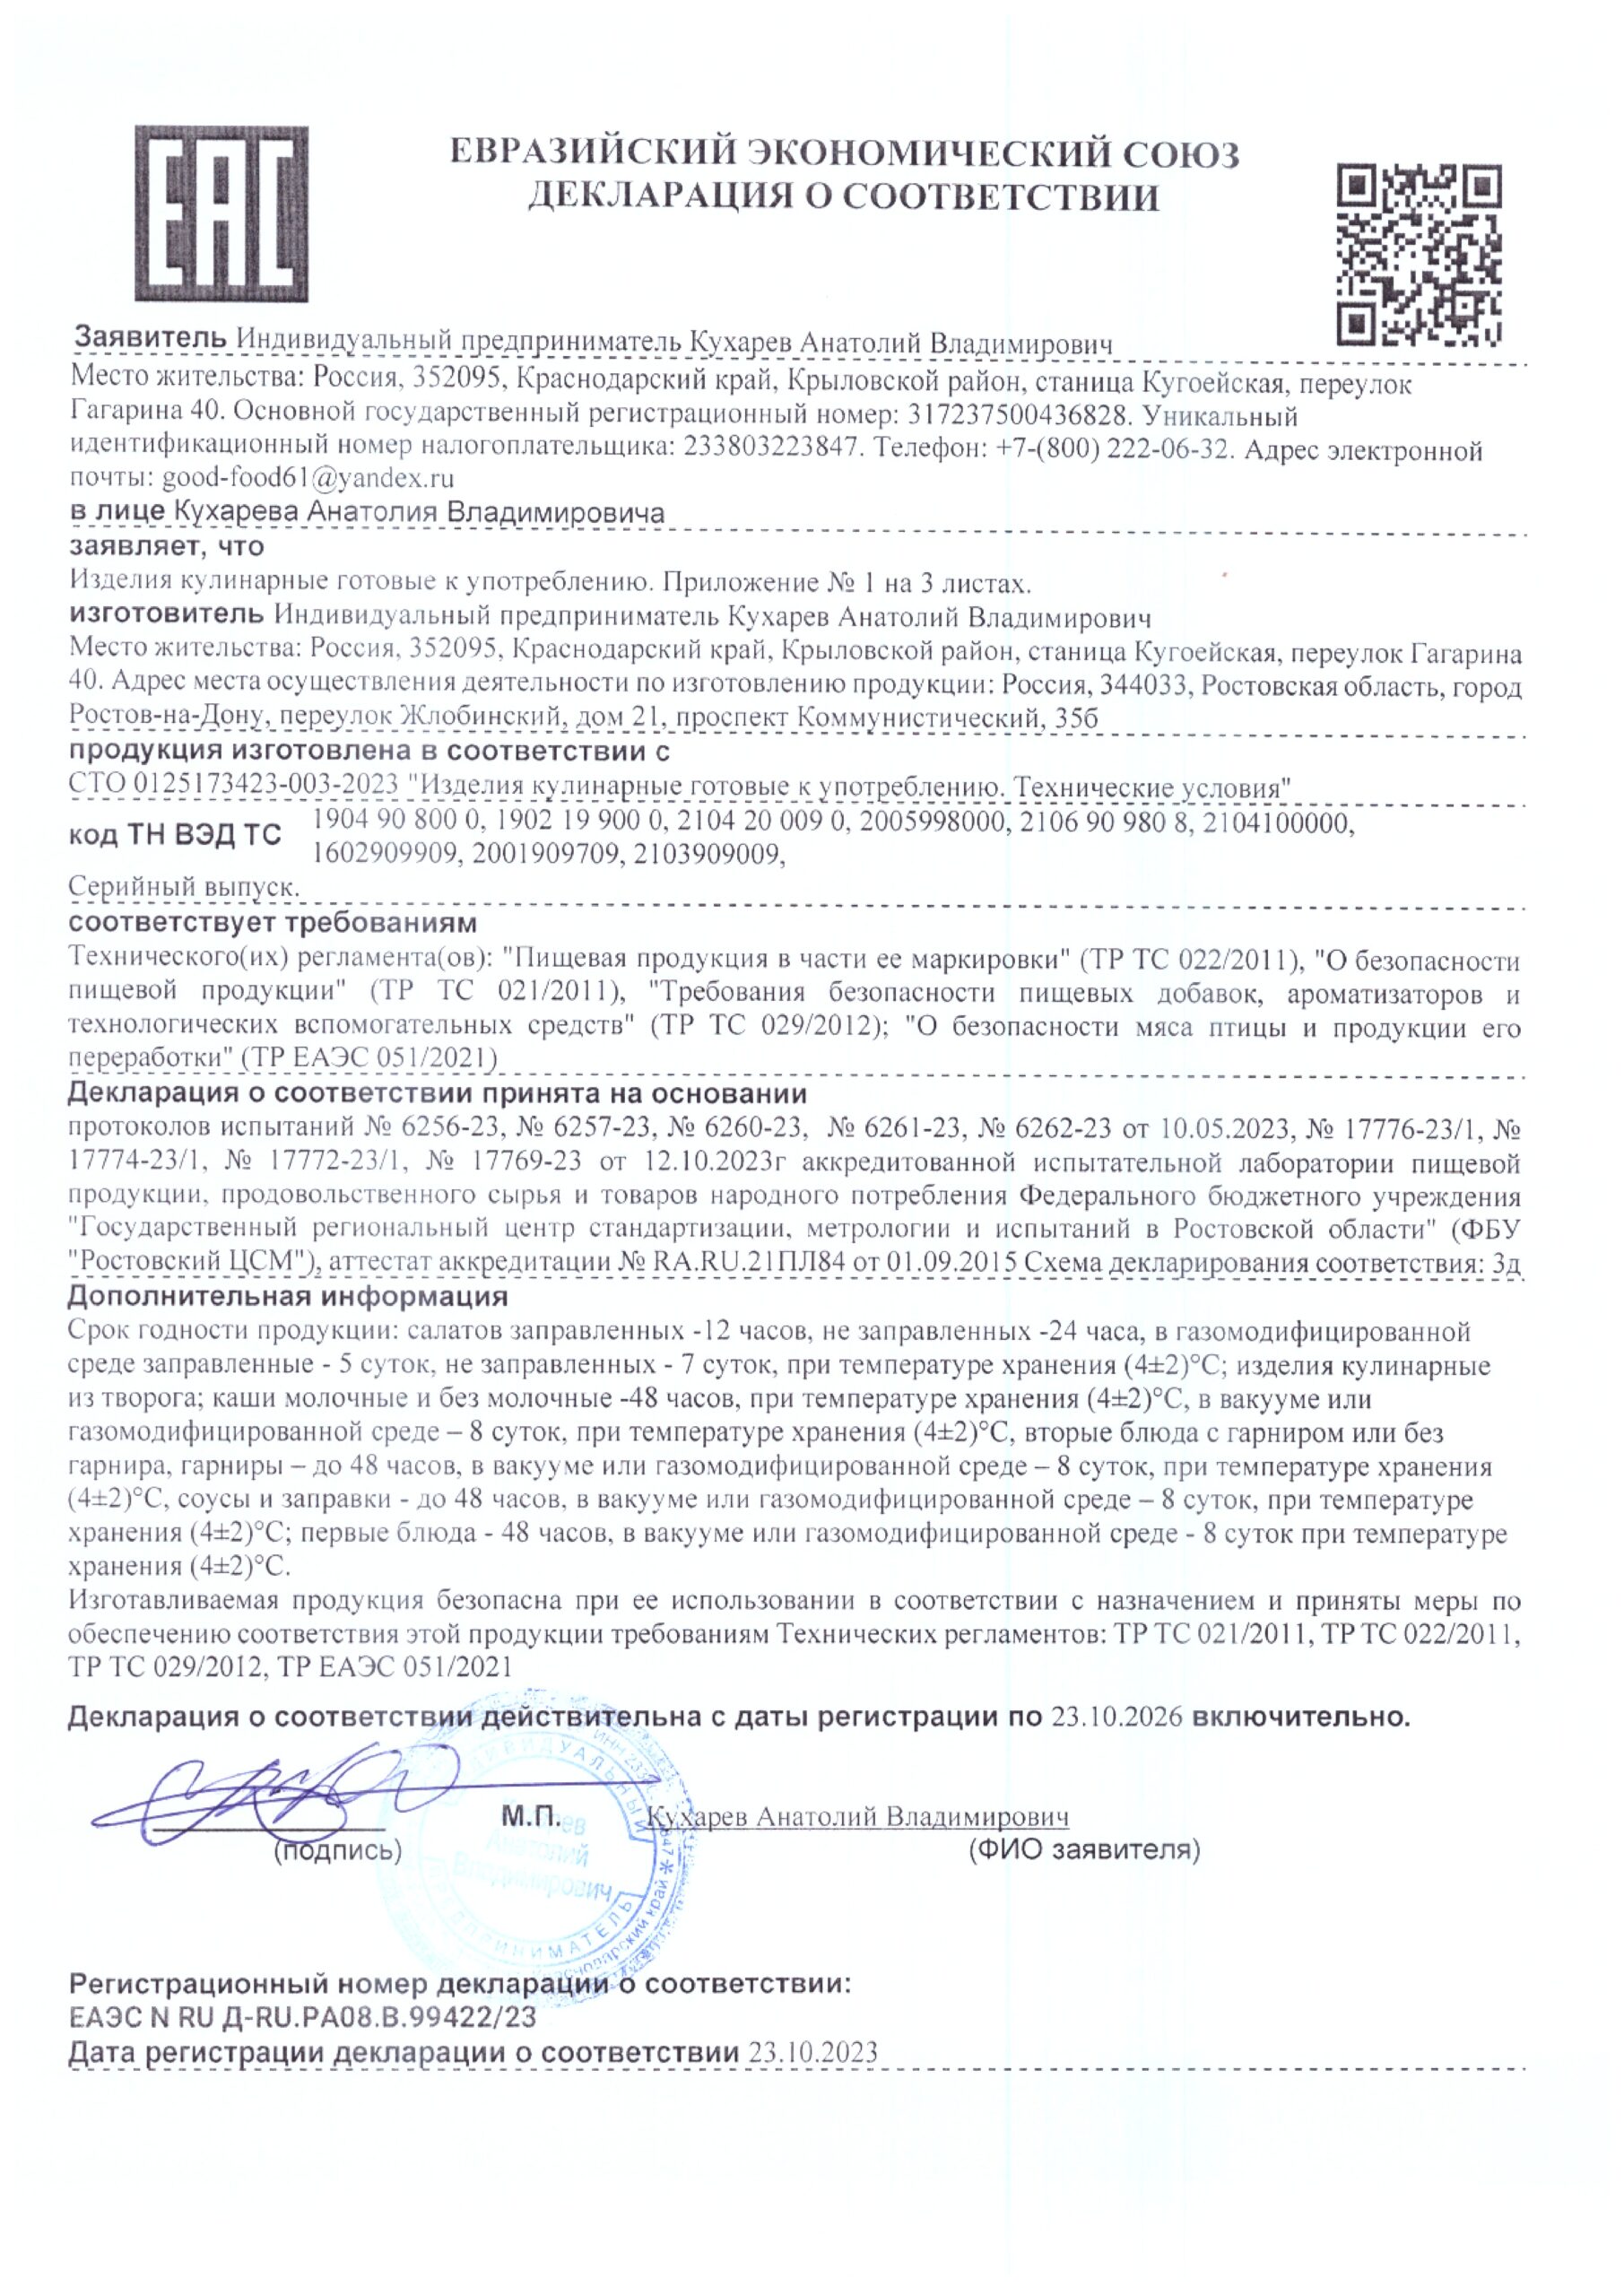 ЕАС
ЕВРАЗИЙСКИЙ ЭКОНОМИЧЕСКИЙ СОЮЗ
ДЕКЛАРАЦИЯ О СООТВЕТСТВИИ
Заявитель Индивидуальный предприниматель Кухарев Анатолий Владимирович
Место жительства: Россия, 352095, Краснодарский край, Крыловской район, станица Кугоейская, переулок
Гагарина 40. Основной государственный регистрационный номер: 317237500436828. Уникальный
идентификационный номер налогоплательщика: 233803223847. Телефон: +7-(800) 222-06-32. Адрес электронной
почты: good-food61@yandex.ru
в лице Кухарева Анатолия Владимировича
заявляет, что
Изделия кулинарные готовые к употреблению. Приложение № 1 на 3 листах.
изготовитель Индивидуальный предприниматель Кухарев Анатолий Владимирович
Место жительства: Россия, 352095, Краснодарский край, Крыловской район, станица Кугоейская, переулок Гагарина
40. Адрес места осуществления деятельности по изготовлению продукции: Россия, 344033, Ростовская область, город
Ростов-на-Дону, переулок Жлобинский, дом 21, проспект Коммунистический, 35б
продукция изготовлена в соответствии с
СТО 0125173423-003-2023 "Изделия кулинарные готовые к употреблению. Технические условия"
код ТН ВЭД ТС 1904 90 800 0, 1902 19 900 0, 2104 20 009 0, 2005998000, 2106 90 980 8, 2104100000,
1602909909, 2001909709, 2103909009,
Серийный выпуск.
соответствует требованиям
Технического(их) регламента(ов): "Пищевая продукция в части ее маркировки" (ТР ТС 022/2011), "О безопасности
пищевой продукции" (ТР ТС 021/2011), "Требования безопасности пищевых добавок, ароматизаторов и
технологических вспомогательных средств" (ТР ТС 029/2012); "О безопасности мяса птицы и продукции его
переработки" (ТР ЕАЭС 051/2021)
Декларация о соответствии принята на основании
протоколов испытаний № 6256-23, № 6257-23, № 6260-23, № 6261-23, № 6262-23 от 10.05.2023, № 17776-23/1, №
17774-23/1, № 17772-23/1, № 17769-23 от 12.10.2023г аккредитованной испытательной лаборатории пищевой
продукции, продовольственного сырья и товаров народного потребления Федерального бюджетного учреждения
"Государственный региональный центр стандартизации, метрологии и испытаний в Ростовской области" (ФБУ
"Ростовский ЦСМ"), аттестат аккредитации № RA.RU.21ПЛ84 от 01.09.2015 Схема декларирования соответствия: 3д
Дополнительная информация
Срок годности продукции: салатов заправленных -12 часов, не заправленных -24 часа, в газомодифицированной
среде заправленные - 5 суток, не заправленных - 7 суток, при температуре хранения (4±2)°С; изделия кулинарные
из творога; каши молочные и без молочные -48 часов, при температуре хранения (4±2)°С, в вакууме или
газомодифицированной среде – 8 суток, при температуре хранения (4±2)°С, вторые блюда с гарниром или без
гарнира, гарниры – до 48 часов, в вакууме или газомодифицированной среде – 8 суток, при температуре хранения
(4±2)°С, соусы и заправки - до 48 часов, в вакууме или газомодифицированной среде – 8 суток, при температуре
хранения (4±2)°С; первые блюда - 48 часов, в вакууме или газомодифицированной среде - 8 суток при температуре
хранения (4±2)°С.
Изготавливаемая продукция безопасна при ее использовании в соответствии с назначением и приняты меры по
обеспечению соответствия этой продукции требованиям Технических регламентов: ТР ТС 021/2011, ТР ТС 022/2011,
ТР ТС 029/2012, ТР ЕАЭС 051/2021
Декларация о соответствии действительна с даты регистрации по 23.10.2026 включительно.
М.П. Кухарев Анатолий Владимирович
(подпись) (ФИО заявителя)
Анатолий
Владимирович
Краснодарский край
Регистрационный номер декларации о соответствии:
ЕАЭС N RU Д-RU.РА08.В.99422/23
Дата регистрации декларации о соответствии 23.10.2023